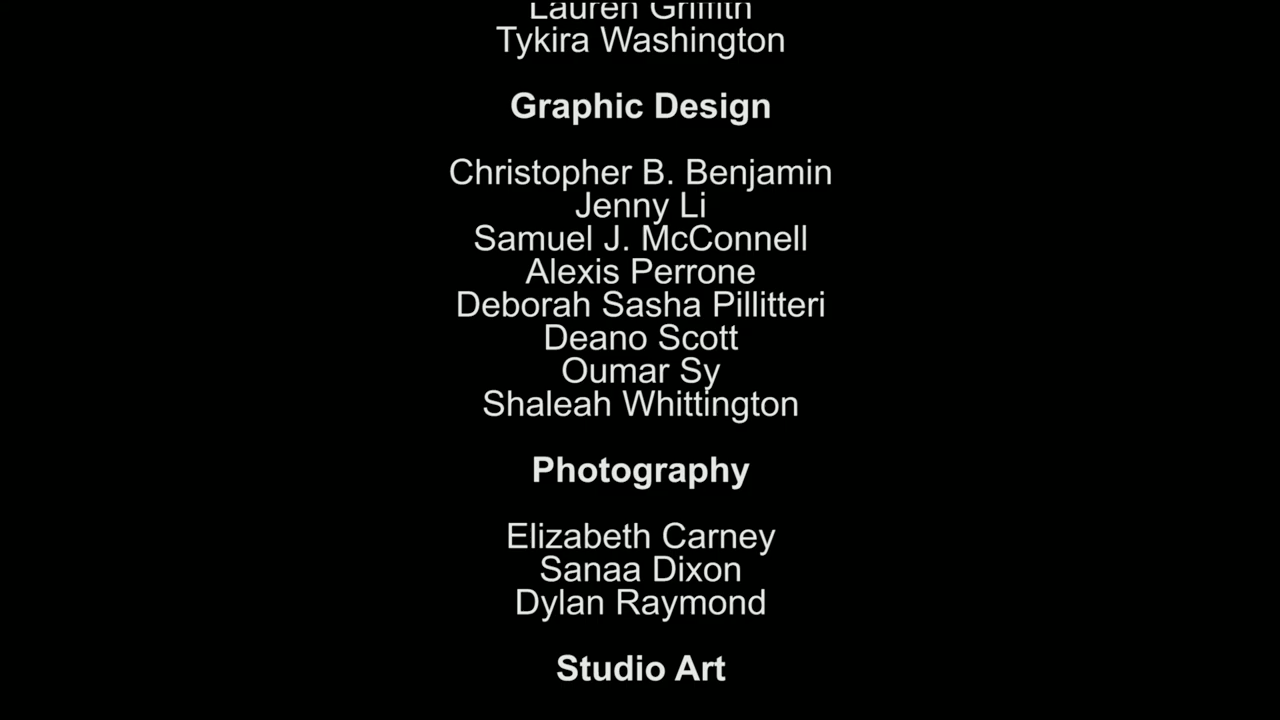 Lauren Griffith
Tykira Washington
Graphic Design
Christopher B. Benjamin
Jenny Li
Samuel J. McConnell
Alexis Perrone
Deborah Sasha Pillitteri
Deano Scott
Oumar Sy
Shaleah Whittington
Photography
Elizabeth Carney
Sanaa Dixon
Dylan Raymond
Studio Art